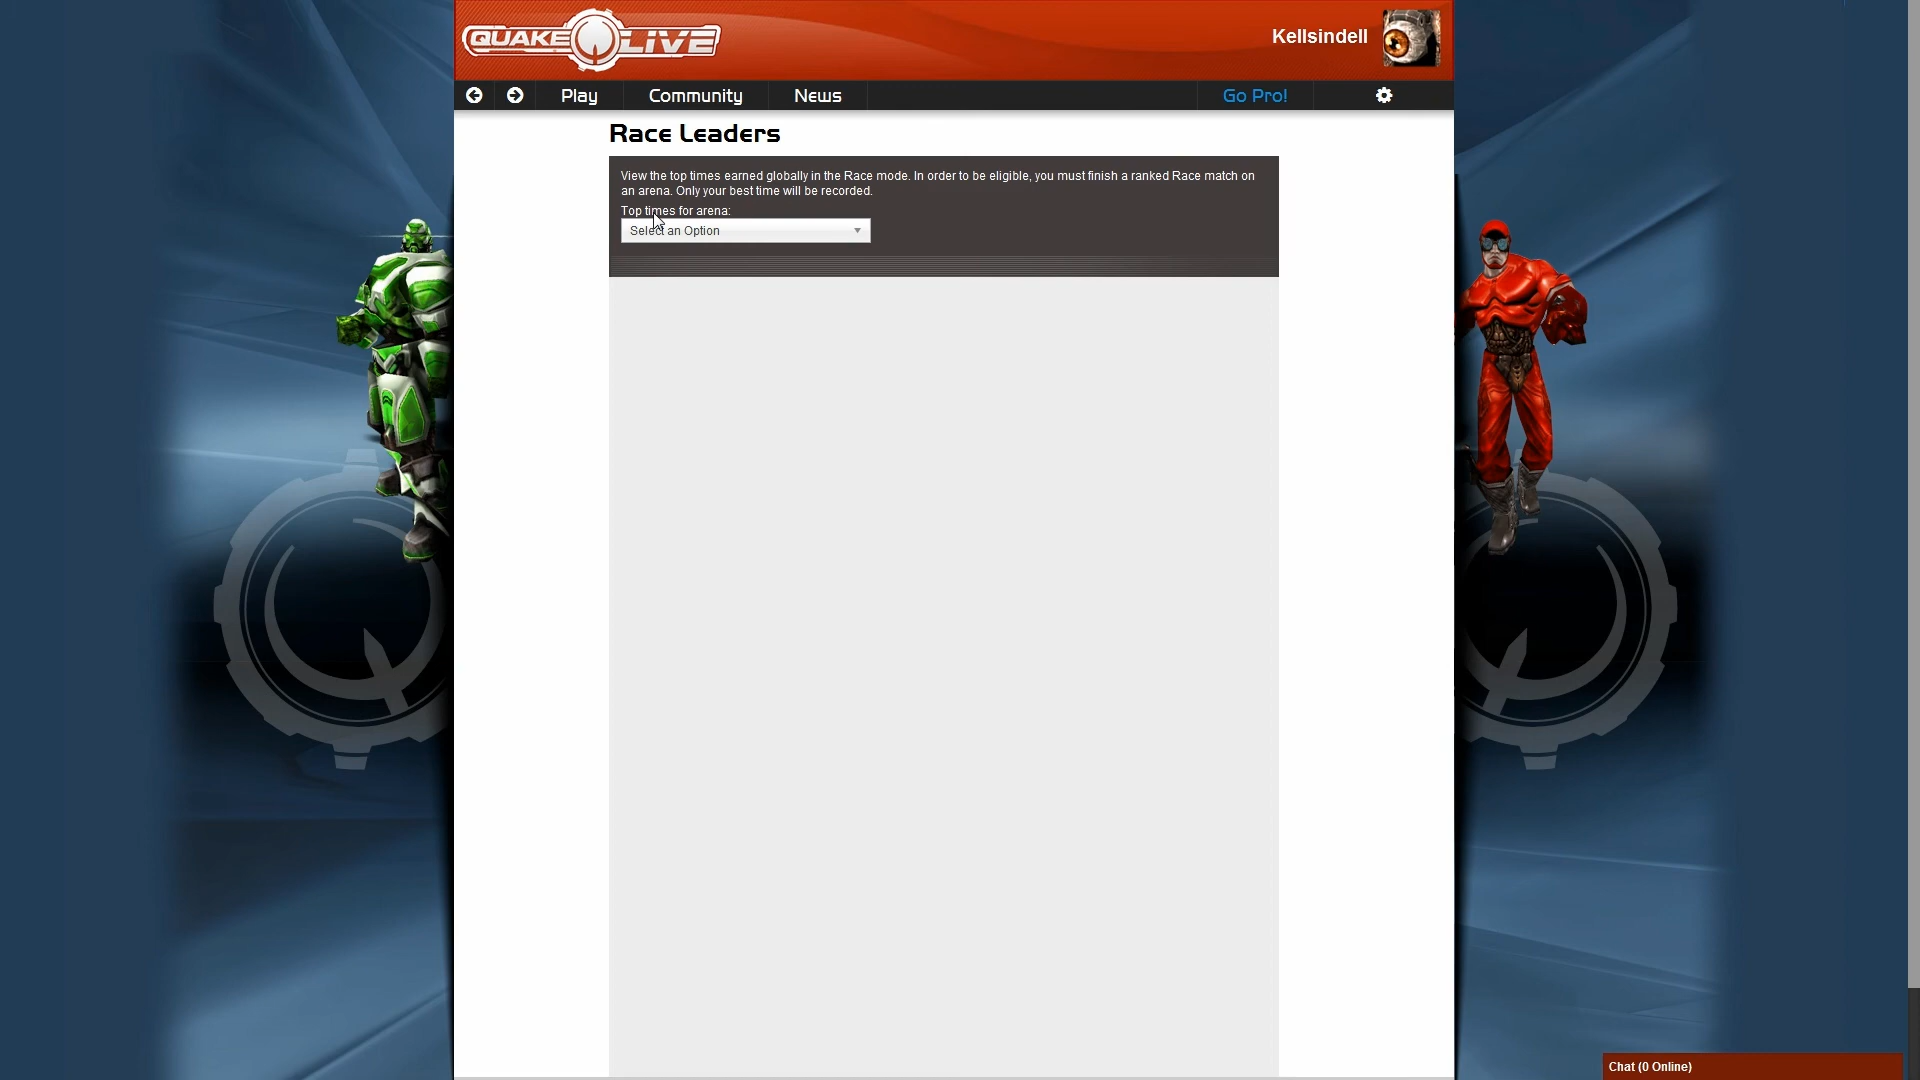 QUAKE LIVE
Kellsindell
Play
Community
News
Go Pro!
Race Leaders
View the top times earned globally in the Race mode. In order to be eligible, you must finish a ranked Race match on
an arena. Only your best time will be recorded.
Top times for arena:
Select an Option
Chat (0 Online)